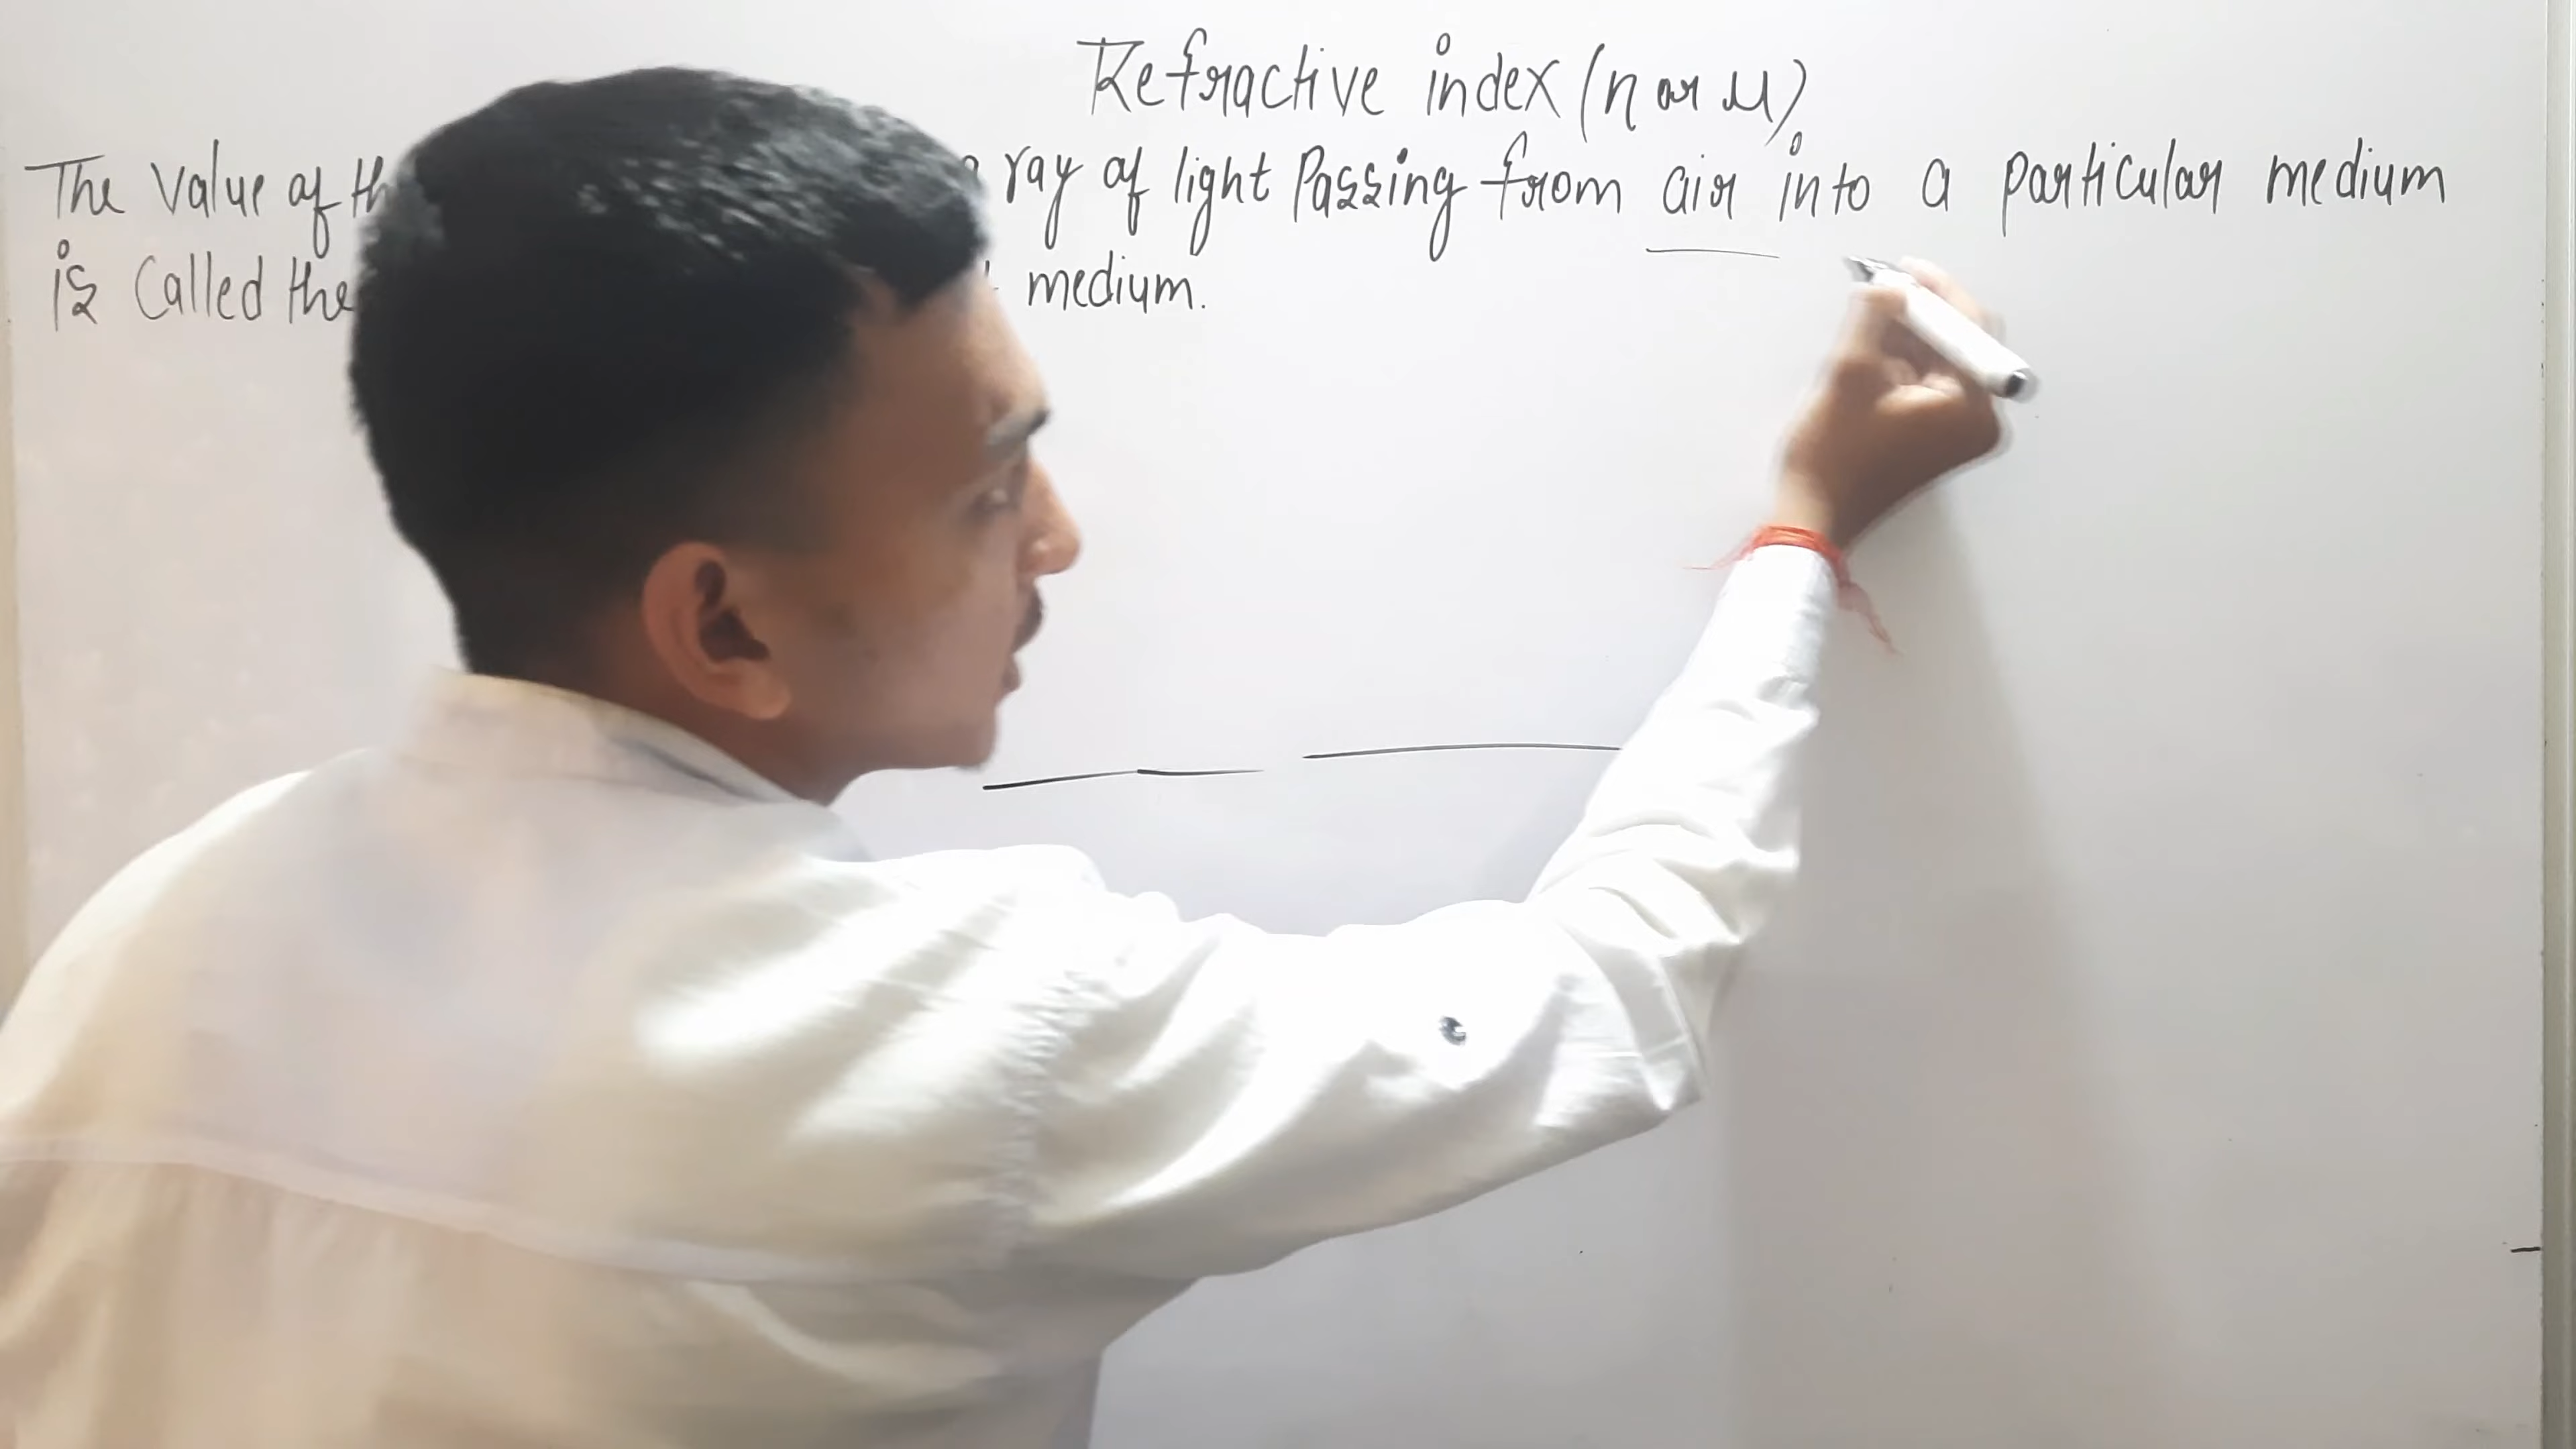 Refractive index (n or μ)
The value of ray of light Passing from air into a particular medium
is Called the medium.